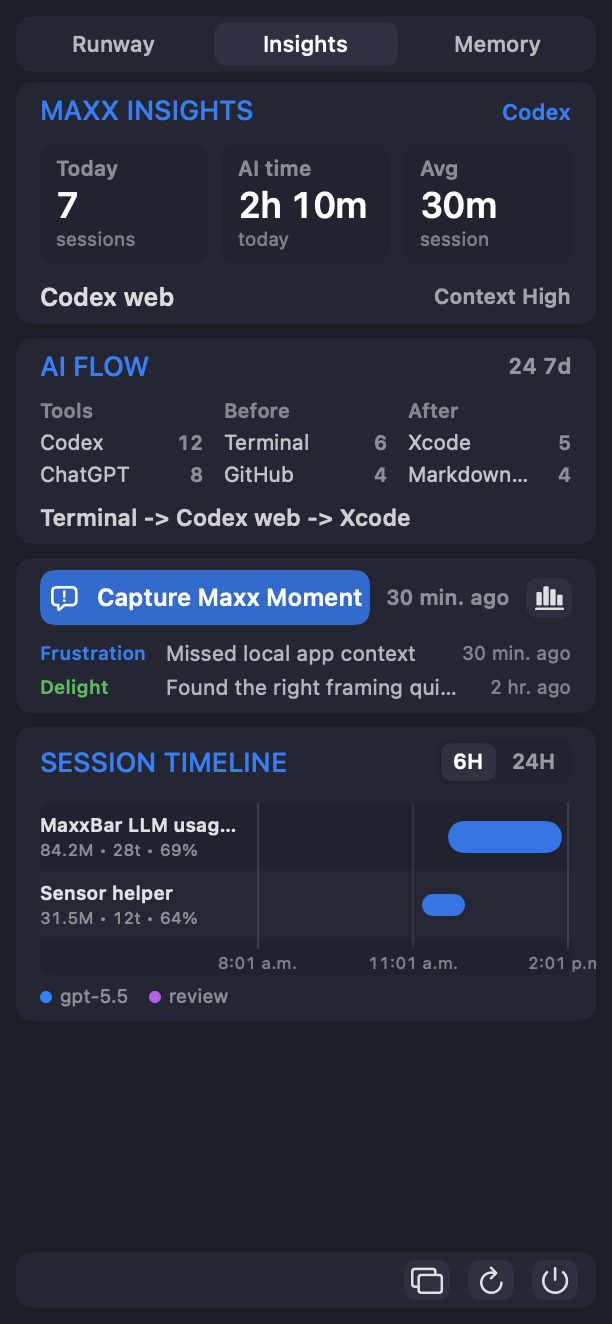 Runway Insights Memory
MAXX INSIGHTS Codex
Today AI time Avg
7 2h 10m 30m
sessions today session
Codex web Context High
AI FLOW 24 7d
Tools Before After
Codex 12 Terminal 6 Xcode 5
ChatGPT 8 GitHub 4 Markdown... 4
Terminal -> Codex web -> Xcode
Capture Maxx Moment 30 min. ago
Frustration Missed local app context 30 min. ago
Delight Found the right framing qui... 2 hr. ago
SESSION TIMELINE 6H 24H
MaxxBar LLM usag...
84.2M • 28t • 69%
Sensor helper
31.5M • 12t • 64%
8:01 a.m. 11:01 a.m. 2:01 p.n
gpt-5.5 review